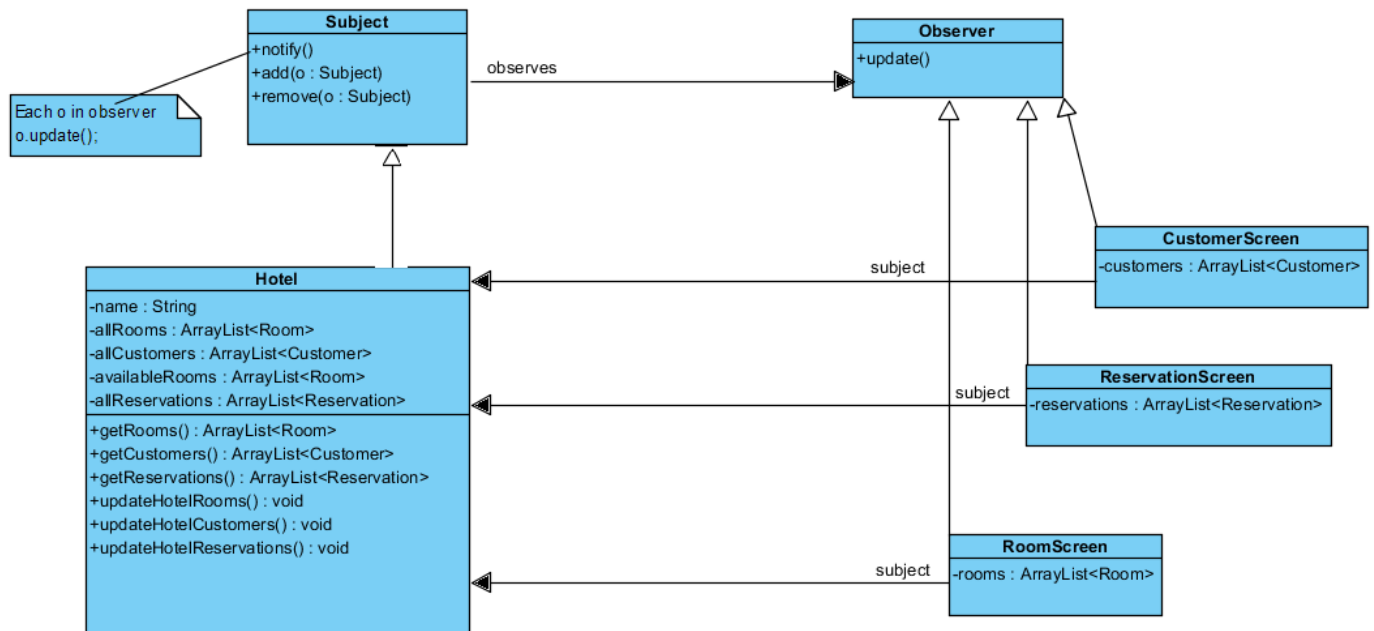 Subject
+notify()
+add(o : Subject)
+remove(o : Subject)
Each o in observer
o.update();
observes
Observer
+update()
CustomerScreen
-customers : ArrayList<Customer>
subject
Hotel
-name : String
-allRooms : ArrayList<Room>
-allCustomers : ArrayList<Customer>
-availableRooms : ArrayList<Room>
-allReservations : ArrayList<Reservation>
+getRooms() : ArrayList<Room>
+getCustomers() : ArrayList<Customer>
+getReservations() : ArrayList<Reservation>
+updateHotelRooms() : void
+updateHotelCustomers() : void
+updateHotelReservations() : void
subject
ReservationScreen
-reservations : ArrayList<Reservation>
subject
RoomScreen
-rooms : ArrayList<Room>